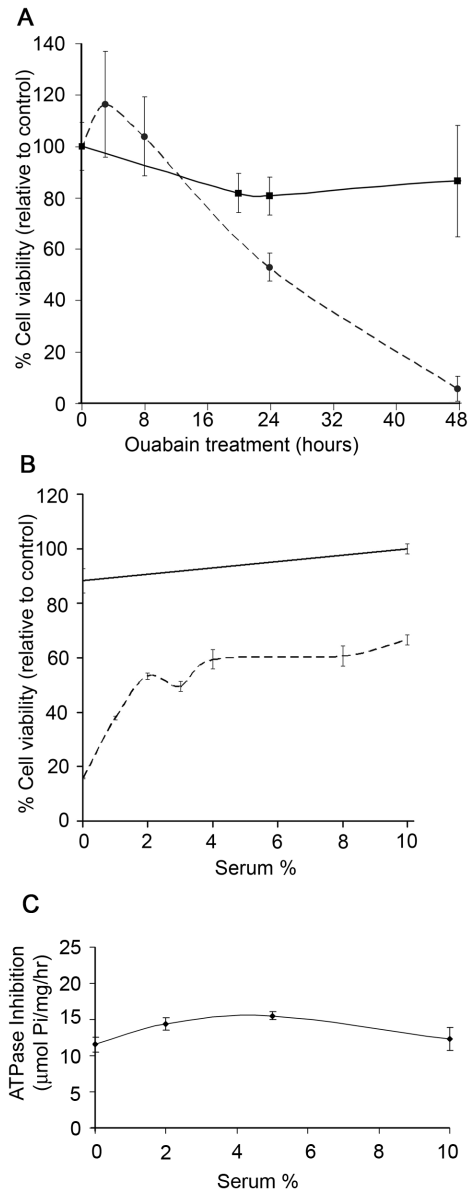 A
% Cell viability (relative to control)
140
120
100
80
60
40
20
0
0 8 16 24 32 40 48
Ouabain treatment (hours)
B
% Cell viability (relative to control)
120
100
80
60
40
20
0
0 2 4 6 8 10
Serum %
C
ATPase Inhibition
(µmol Pi/mg/hr)
25
20
15
10
5
0
0 2 4 6 8 10
Serum %